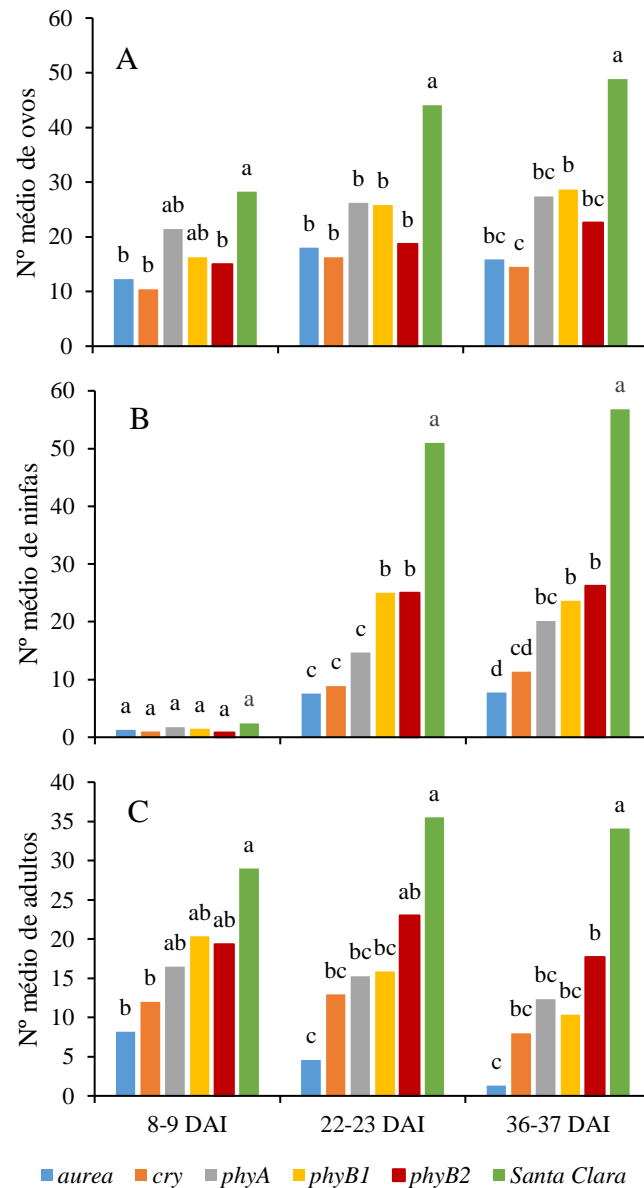 A
Nº médio de ovos
60
50
40
30
20
10
0
b b ab ab b a
b b b b b a
bc c bc b bc a
B
Nº médio de ninfas
60
50
40
30
20
10
0
a a a a a a
c c c b b a
d cd bc b b a
C
Nº médio de adultos
40
35
30
25
20
15
10
5
0
b b ab ab ab a
c bc bc bc ab a
c bc bc bc b a
8-9 DAI 22-23 DAI 36-37 DAI
aurea cry phyA phyB1 phyB2 Santa Clara